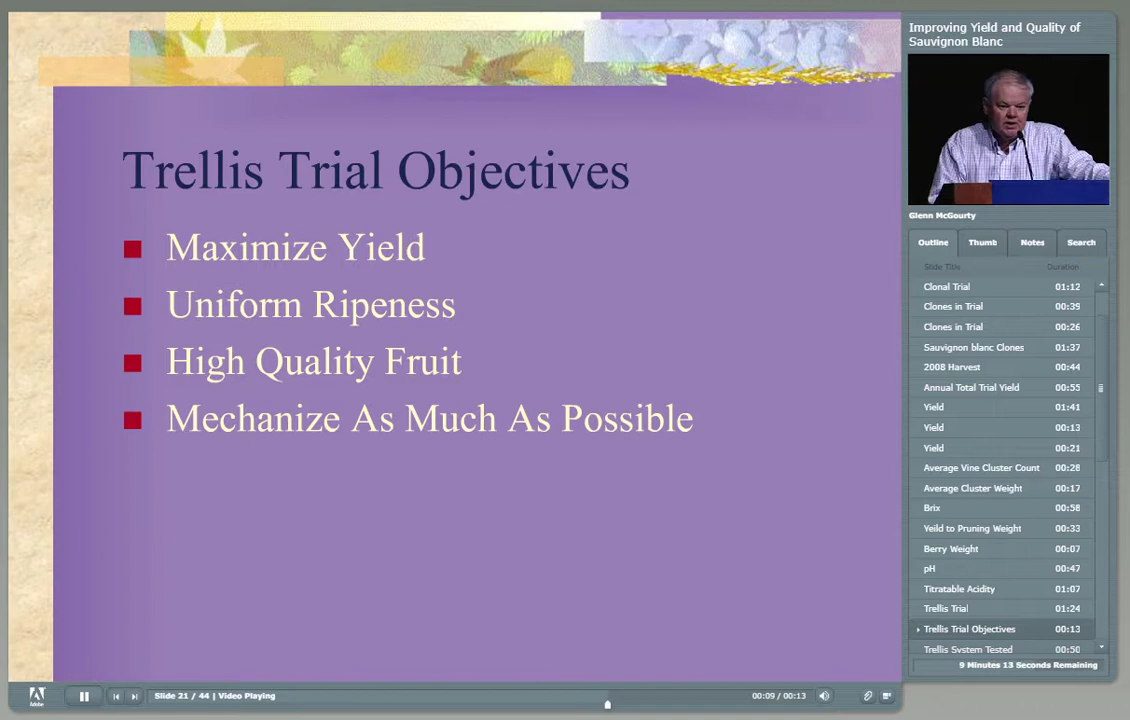 Trellis Trial Objectives
Maximize Yield
Uniform Ripeness
High Quality Fruit
Mechanize As Much As Possible
Improving Yield and Quality of
Sauvignon Blanc
Glenn McGourty
Outline Thumb Notes Search
Slide Title Duration
Clonal Trial 01:12
Clones in Trial 00:39
Clones in Trial 00:26
Sauvignon blanc Clones 01:37
2008 Harvest 00:44
Annual Total Trial Yield 00:55
Yield 01:41
Yield 00:13
Yield 00:21
Average Vine Cluster Count 00:28
Average Cluster Weight 00:17
Brix 00:58
Yeild to Pruning Weight 00:33
Berry Weight 00:07
pH 00:47
Titratable Acidity 01:07
Trellis Trial 01:24
Trellis Trial Objectives 00:13
Trellis System Tested 00:50
9 Minutes 13 Seconds Remaining
Adobe
Slide 21 / 44 | Video Playing
00:09 / 00:13